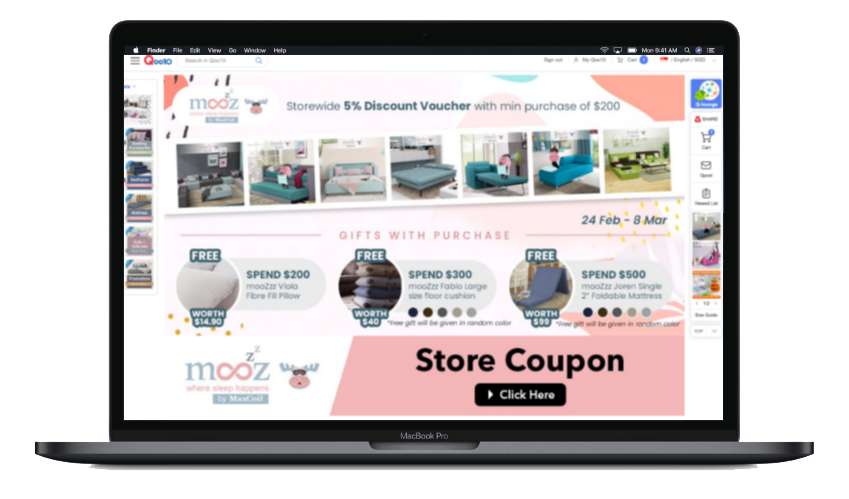 Finder File Edit View Go Window Help
Mon 9:41 AM
Qoo10
Search in Qoo10
Sign out
My Qoo10
Cart
English / SGD
mooZ
where sleep happens
by MaxCoil
Storewide 5% Discount Voucher with min purchase of $200
24 Feb - 8 Mar
GIFTS WITH PURCHASE
FREE
SPEND $200
mooZzz Viola
Fibre Fill Pillow
WORTH
$14.90
FREE
SPEND $300
mooZzz Fabio Large
size floor cushion
WORTH
$40
*free gift will be given in random color
FREE
SPEND $500
mooZzz Joren Single
2" Foldable Mattress
WORTH
$99
*free gift will be given in random color
mooZ
z z
where sleep happens
by MaxCoil
Store Coupon
Click Here
Q.lounge
SHARE
Cart
Qpost
Viewed List
1/2
Size Guide
TOP
MacBook Pro